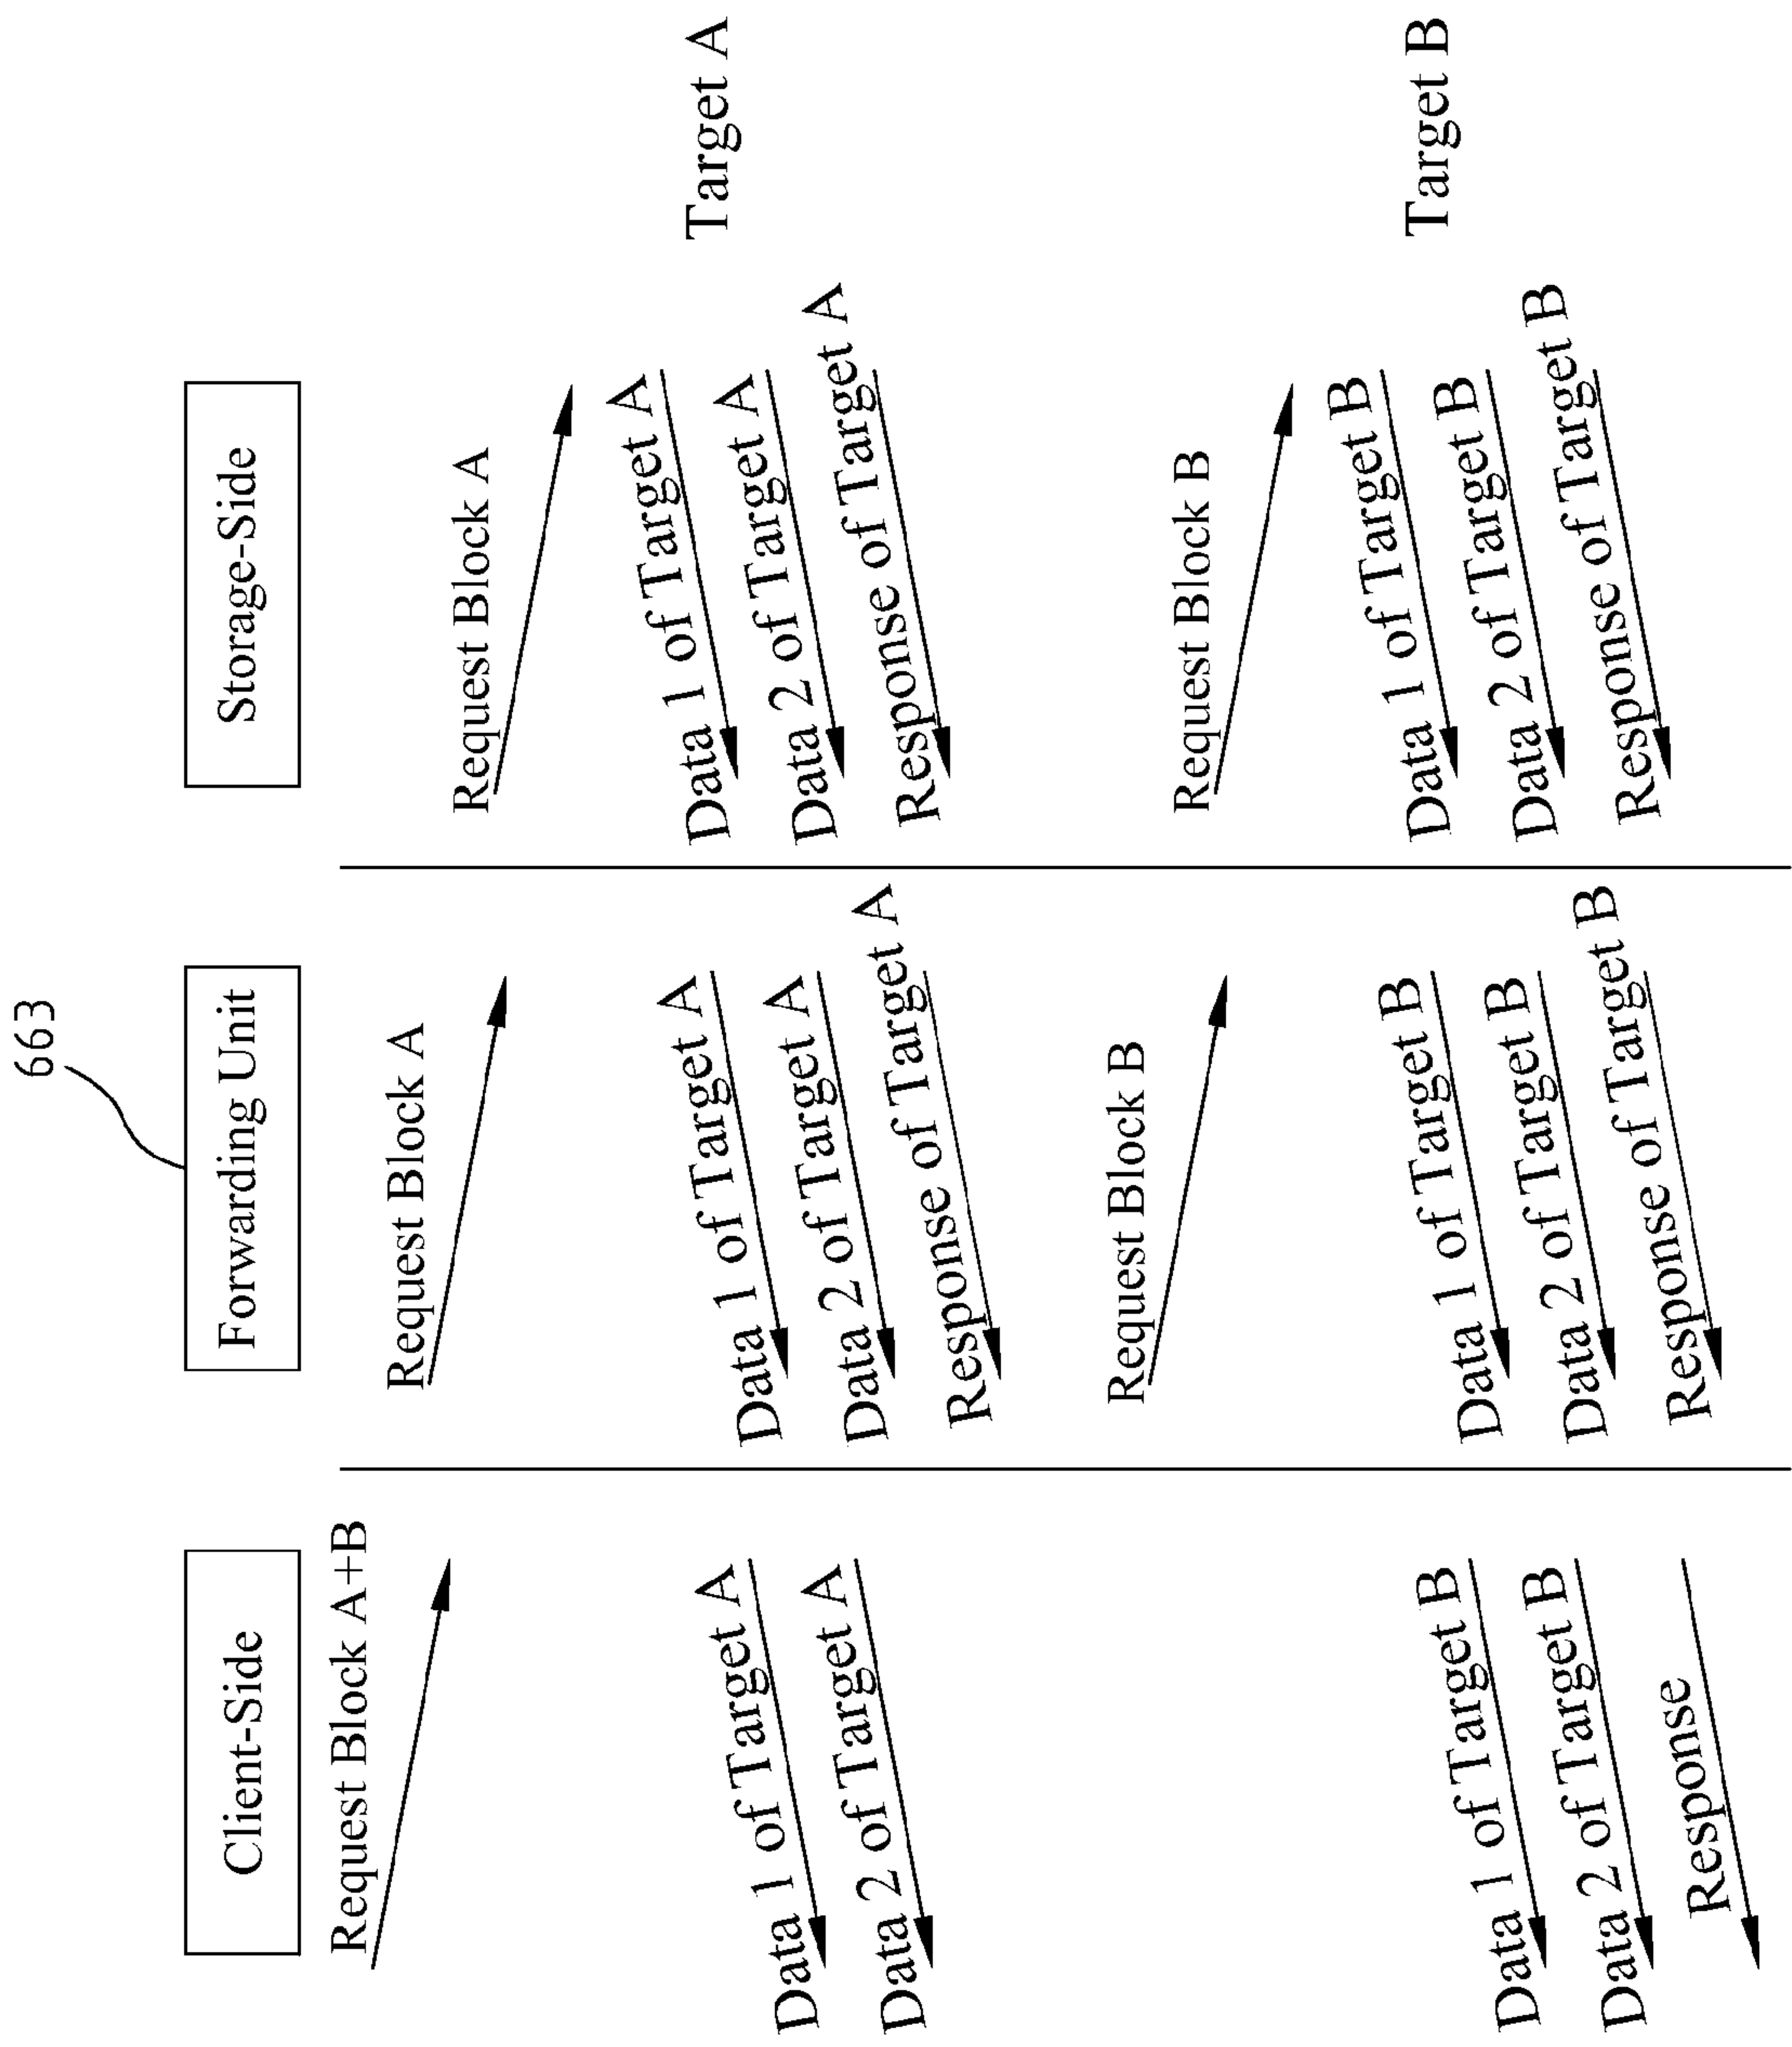 663
Client-Side
Forwarding Unit
Storage-Side
Request Block A+B
Request Block A
Request Block A
Data 1 of Target A
Data 1 of Target A
Data 1 of Target A
Target A
Data 2 of Target A
Data 2 of Target A
Data 2 of Target A
Response of Target A
Response of Target A
Request Block B
Request Block B
Data 1 of Target B
Data 1 of Target B
Data 1 of Target B
Target B
Data 2 of Target B
Data 2 of Target B
Data 2 of Target B
Response
Response of Target B
Response of Target B